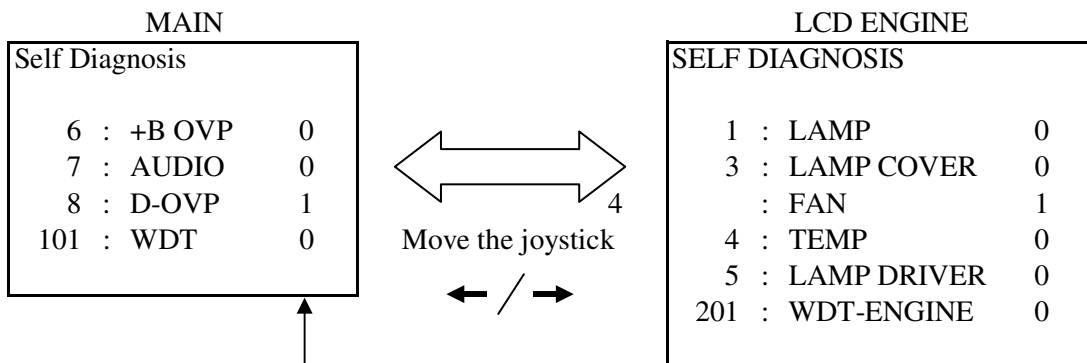 MAIN
Self Diagnosis
6 : +B OVP 0
7 : AUDIO 0
8 : D-OVP 1
101 : WDT 0
4
Move the joystick
/
LCD ENGINE
SELF DIAGNOSIS
1 : LAMP 0
3 : LAMP COVER 0
: FAN 1
4 : TEMP 0
5 : LAMP DRIVER 0
201 : WDT-ENGINE 0